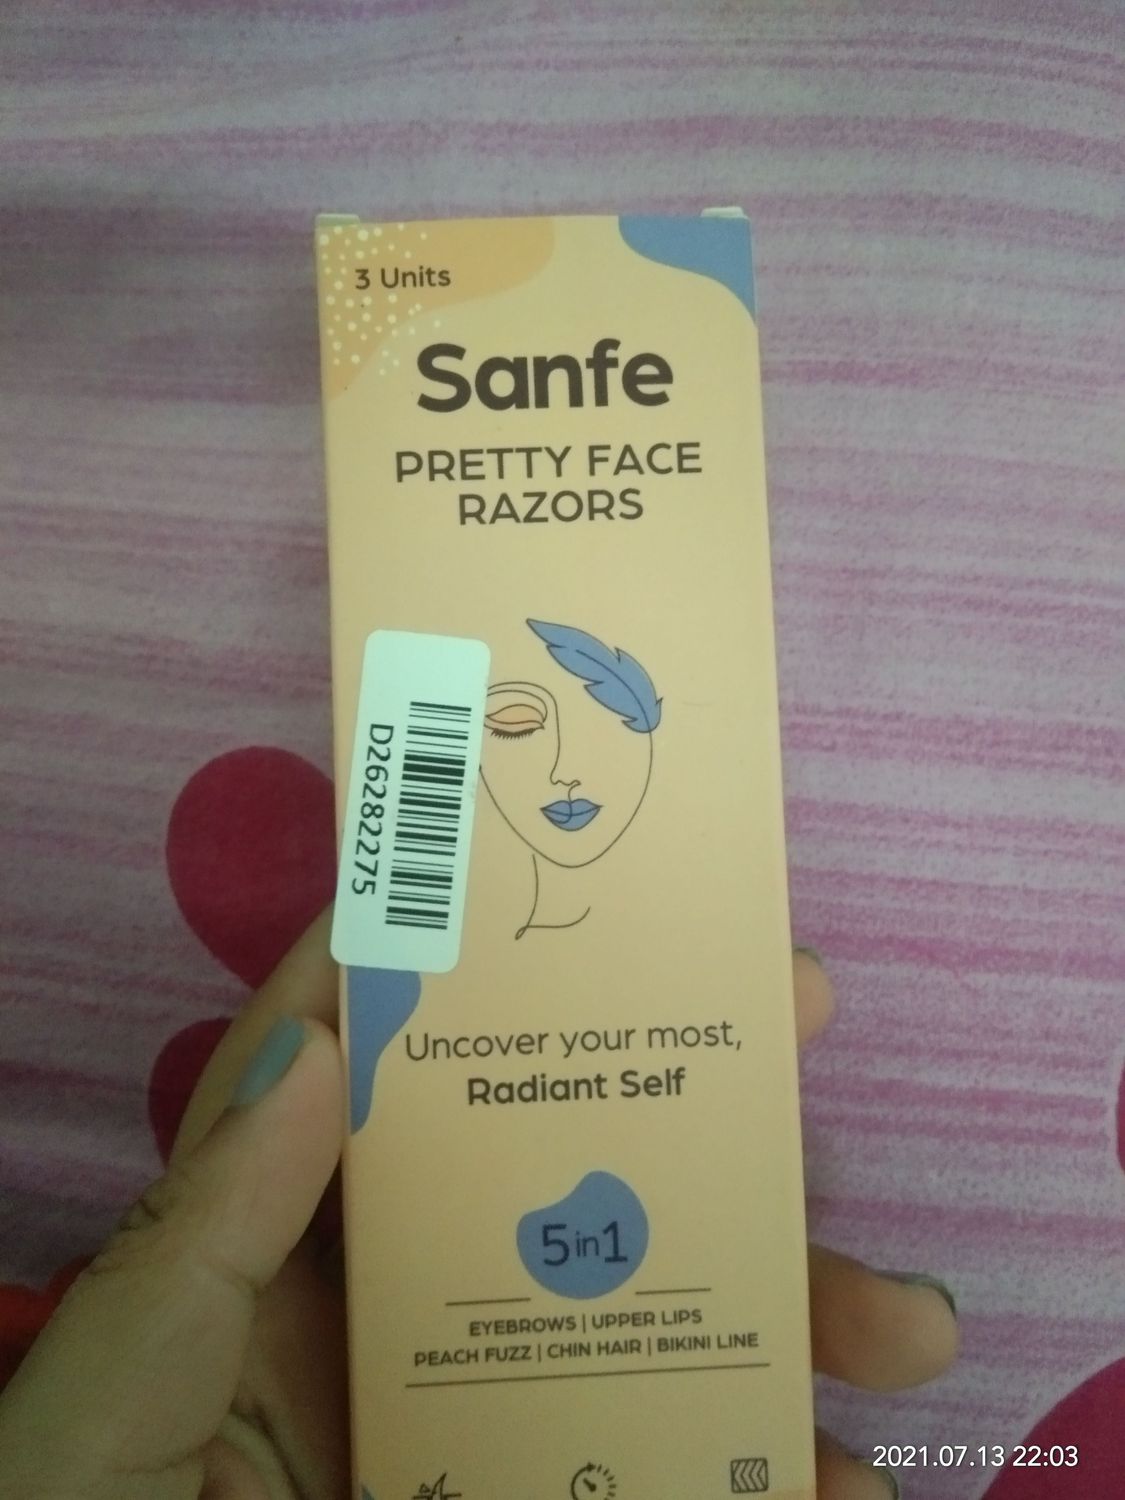 3 Units
Sanfe
PRETTY FACE
RAZORS
D26282275
Uncover your most,
Radiant Self
5in1
EYEBROWS | UPPER LIPS
PEACH FUZZ | CHIN HAIR | BIKINI LINE
2021.07.13 22:03